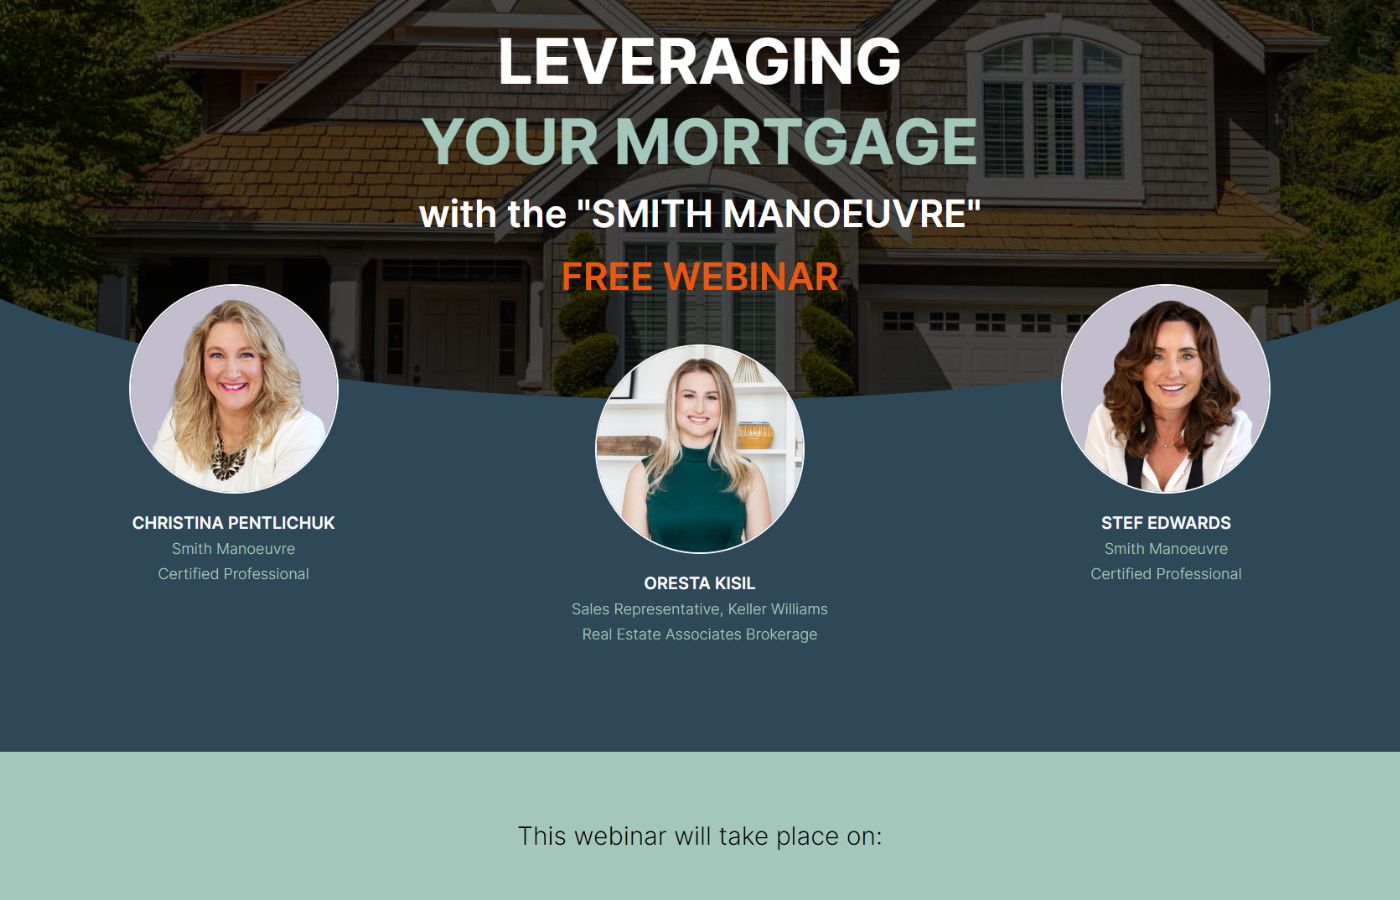 LEVERAGING
YOUR MORTGAGE
with the "SMITH MANOEUVRE"
FREE WEBINAR
CHRISTINA PENTLICHUK
Smith Manoeuvre
Certified Professional
ORESTA KISIL
Sales Representative, Keller Williams
Real Estate Associates Brokerage
STEF EDWARDS
Smith Manoeuvre
Certified Professional
This webinar will take place on: